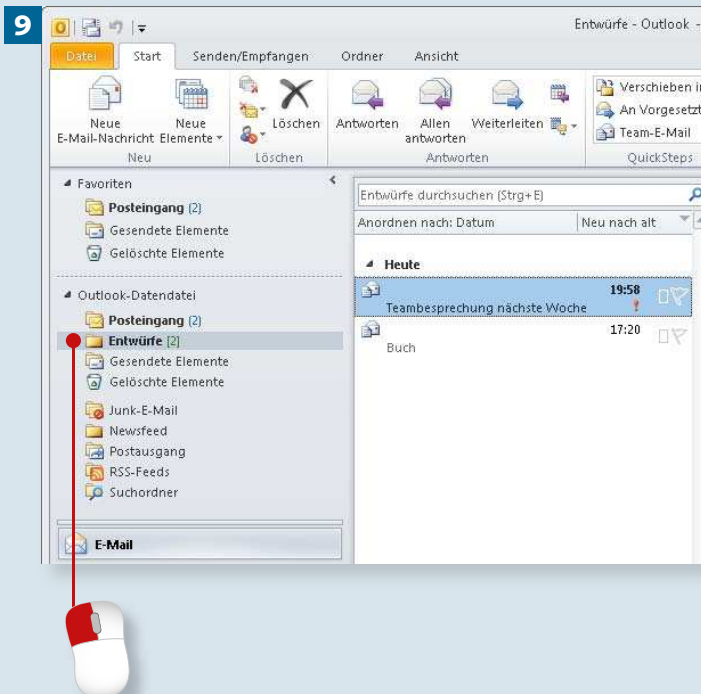 9
Entwürfe - Outlook -
Datei Start Senden/Empfangen Ordner Ansicht
Neue
E-Mail-Nachricht
Neue
Elemente
Löschen
Antworten
Allen
antworten
Weiterleiten
Verschieben in
An Vorgesetzt
Team-E-Mail
Neu Löschen Antworten QuickSteps
Favoriten
Posteingang (2)
Gesendete Elemente
Gelöschte Elemente
Outlook-Datendatei
Posteingang (2)
Entwürfe [2]
Gesendete Elemente
Gelöschte Elemente
Junk-E-Mail
Newsfeed
Postausgang
RSS-Feeds
Suchordner
E-Mail
Entwürfe durchsuchen (Strg+E)
Anordnen nach: Datum Neu nach alt
Heute
19:58
Teambesprechung nächste Woche
17:20
Buch